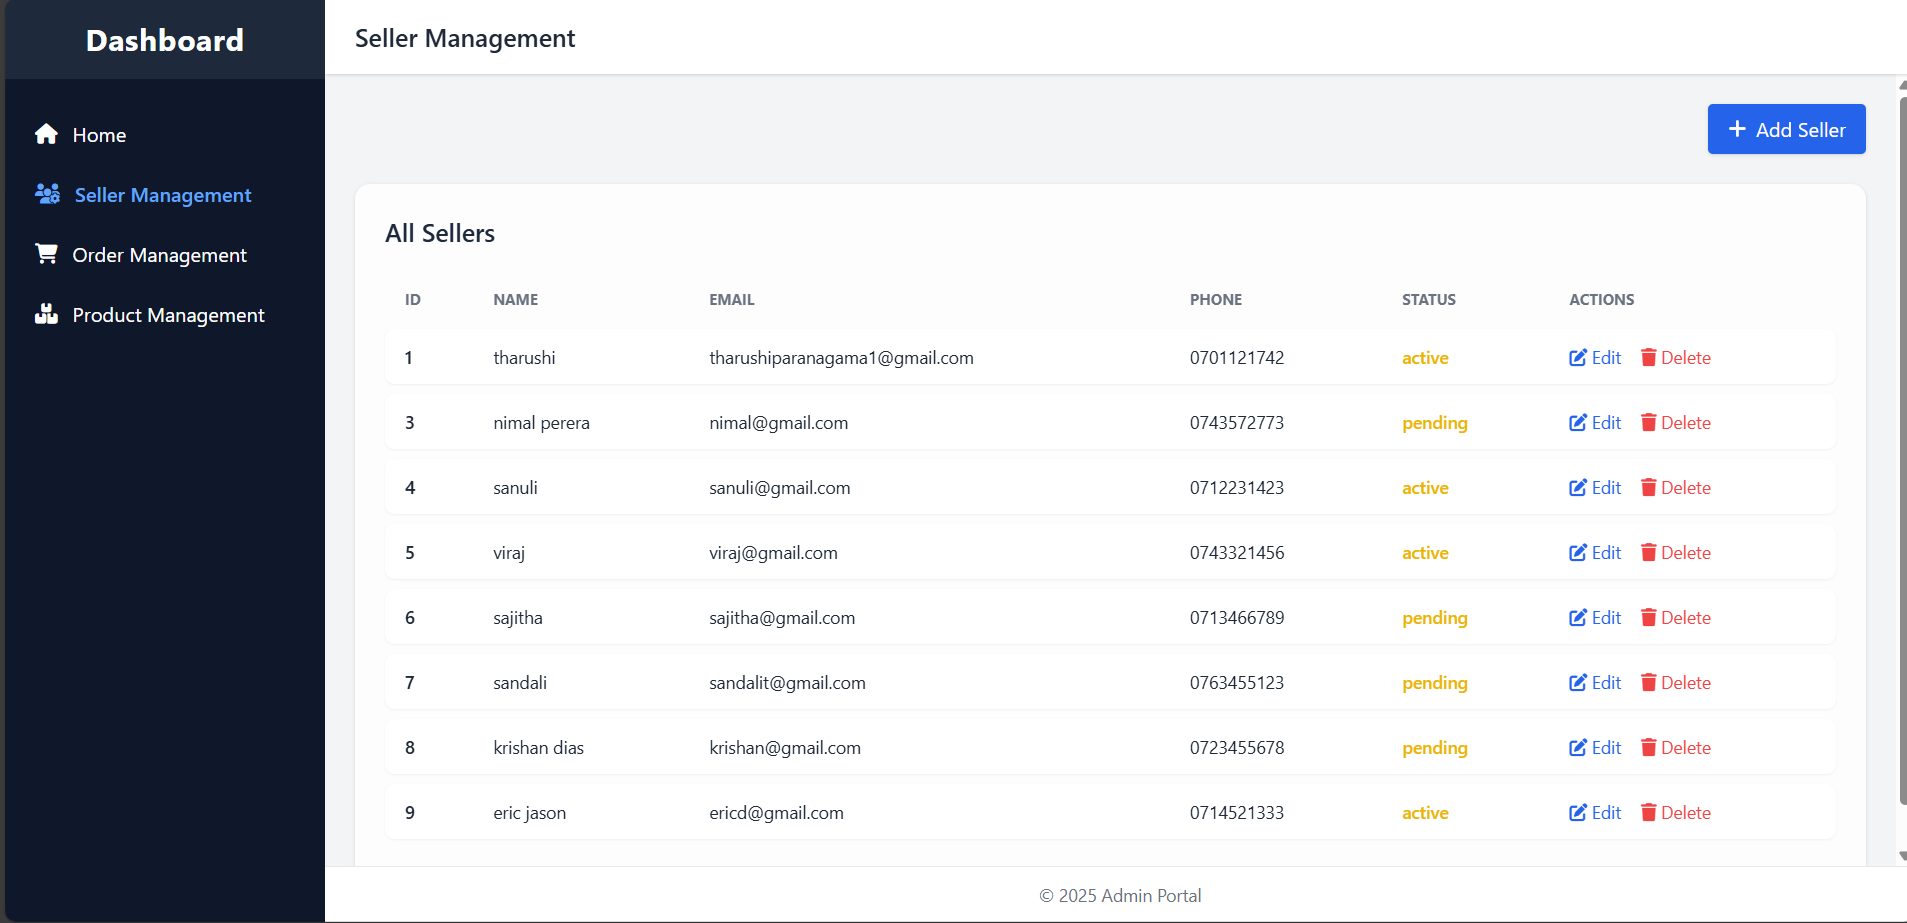 Dashboard
Home
Seller Management
Order Management
Product Management
Seller Management
Add Seller
All Sellers
ID NAME EMAIL PHONE STATUS ACTIONS
1 tharushi tharushiparanagama1@gmail.com 0701121742 active Edit Delete
3 nimal perera nimal@gmail.com 0743572773 pending Edit Delete
4 sanuli sanuli@gmail.com 0712231423 active Edit Delete
5 viraj viraj@gmail.com 0743321456 active Edit Delete
6 sajitha sajitha@gmail.com 0713466789 pending Edit Delete
7 sandali sandalit@gmail.com 0763455123 pending Edit Delete
8 krishan dias krishan@gmail.com 0723455678 pending Edit Delete
9 eric jason ericd@gmail.com 0714521333 active Edit Delete
© 2025 Admin Portal